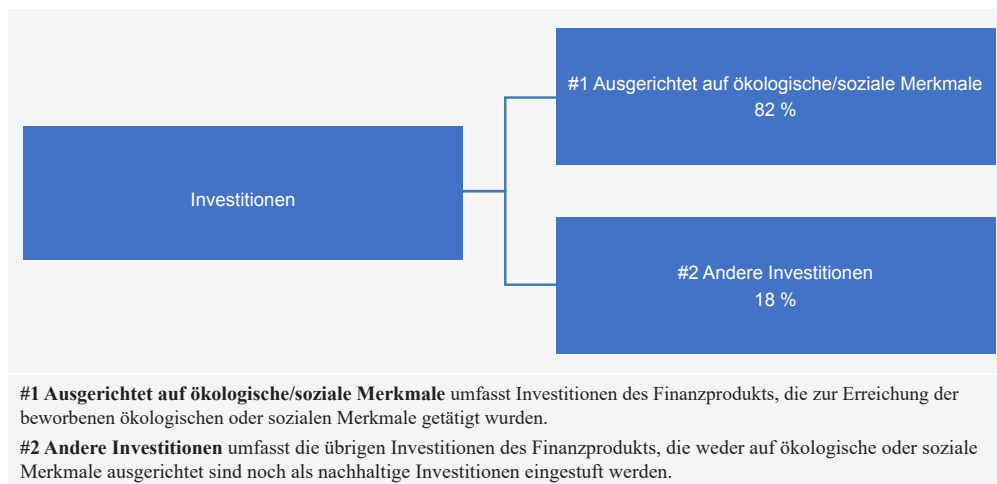 #1 Ausgerichtet auf ökologische/soziale Merkmale
82 %
Investitionen
#2 Andere Investitionen
18 %
#1 Ausgerichtet auf ökologische/soziale Merkmale umfasst Investitionen des Finanzprodukts, die zur Erreichung der
beworbenen ökologischen oder sozialen Merkmale getätigt wurden.
#2 Andere Investitionen umfasst die übrigen Investitionen des Finanzprodukts, die weder auf ökologische oder soziale
Merkmale ausgerichtet sind noch als nachhaltige Investitionen eingestuft werden.